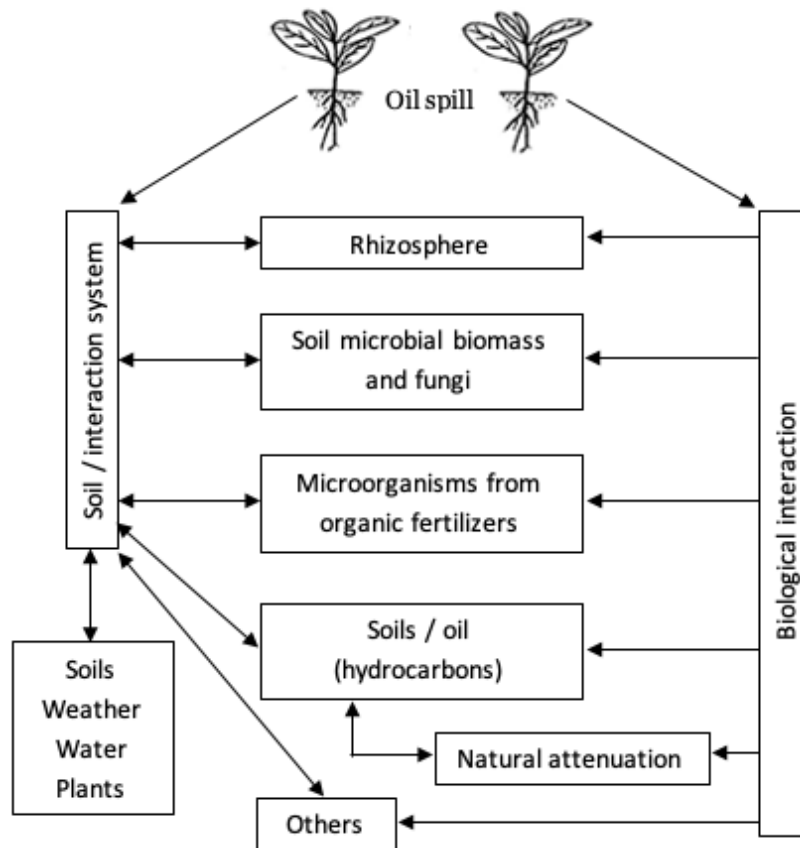 Oil spill
Soil / interaction system
Rhizosphere
Soil microbial biomass
and fungi
Microorganisms from
organic fertilizers
Soils / oil
(hydrocarbons)
Natural attenuation
Others
Soils
Weather
Water
Plants
Biological interaction